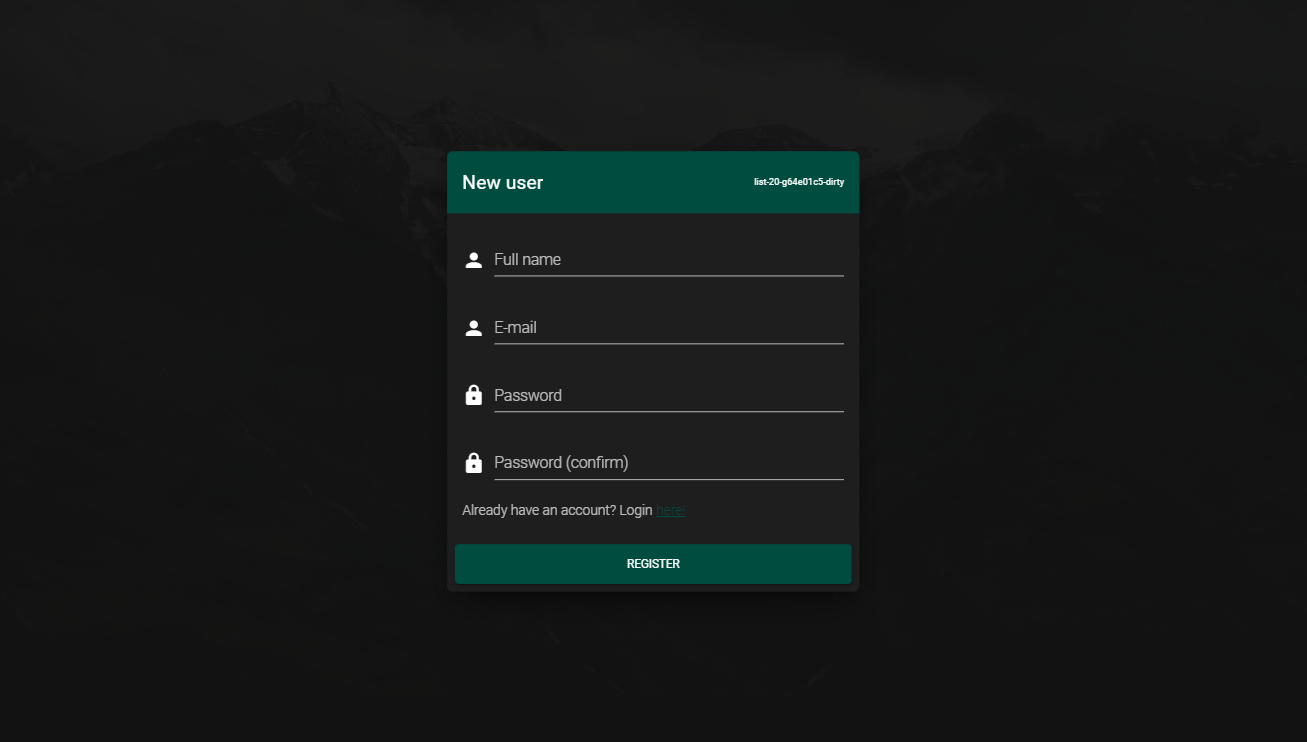 New user
list-20-g64e01c5-dirty
Full name
E-mail
Password
Password (confirm)
Already have an account? Login here!
REGISTER